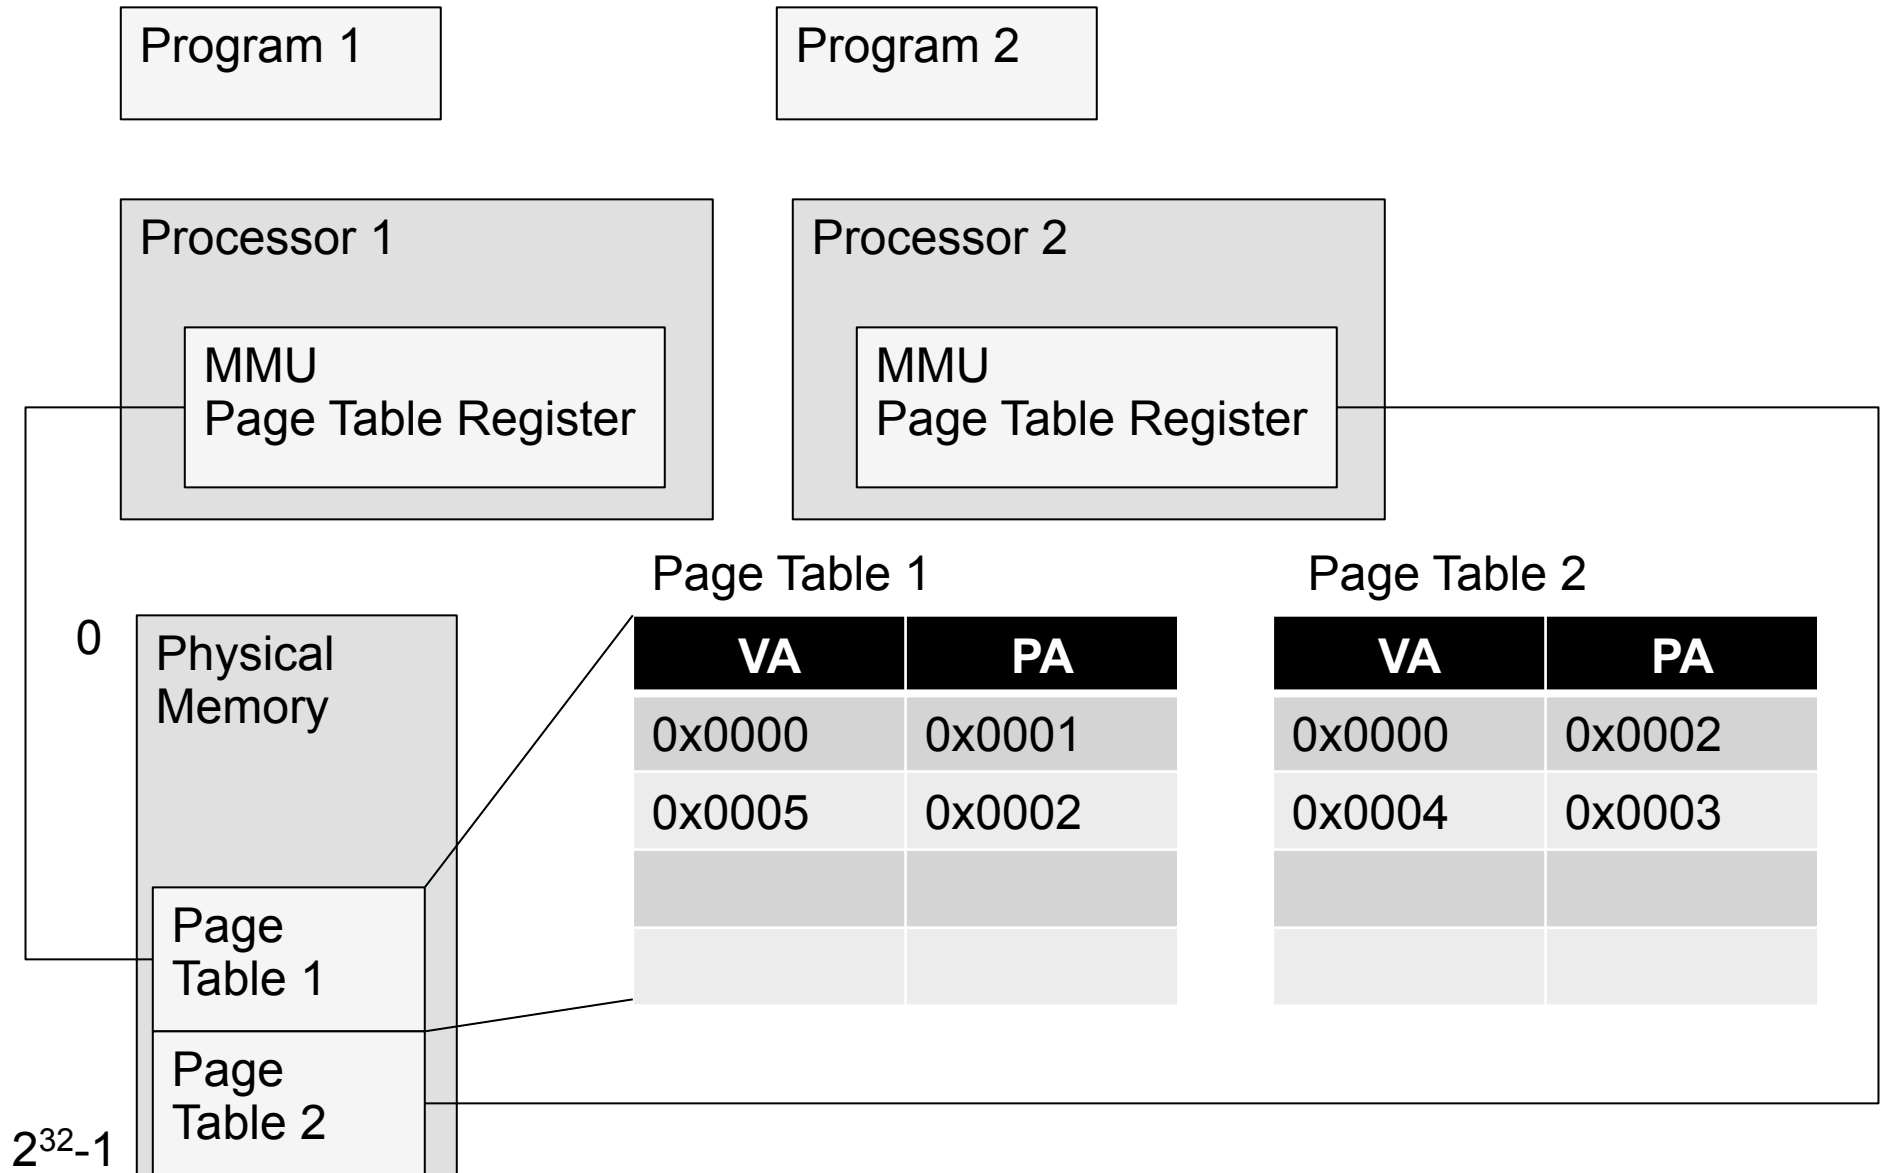 Program 1
Program 2
Processor 1
MMU
Page Table Register
Processor 2
MMU
Page Table Register
0
Physical
Memory
Page
Table 1
Page
Table 2
2³²-1
Page Table 1
VA PA
0x0000 0x0001
0x0005 0x0002
Page Table 2
VA PA
0x0000 0x0002
0x0004 0x0003